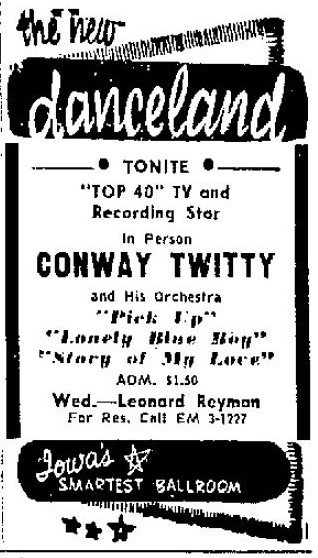 the new
danceland
TONITE
"TOP 40" TV and
Recording Star
In Person
CONWAY TWITTY
and His Orchestra
"Pick Up"
"Lonely Blue Boy"
"Story of My Love"
ADM. $1.50
Wed.—Leonard Reyman
For Res. Call EM 3-1227
Iowa's
SMARTEST BALLROOM